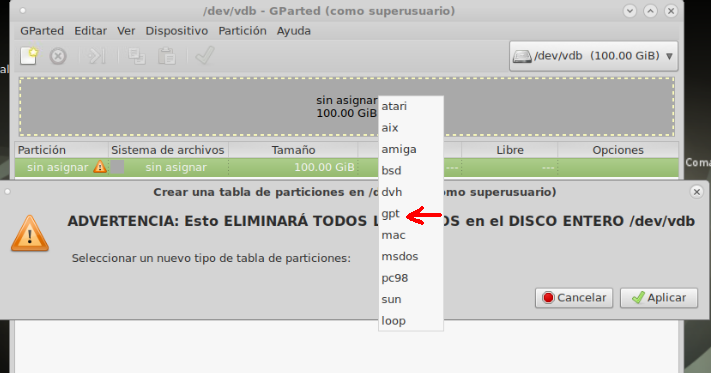 /dev/vdb - GParted (como superusuario)
GParted Editar Ver Dispositivo Partición Ayuda
/dev/vdb (100.00 GiB)
sin asignar
100.00 GiB
Partición Sistema de archivos Tamaño Libre Opciones
sin asignar sin asignar 100.00 GiB --- ---
Crear una tabla de particiones en /d como superusuario)
ADVERTENCIA: Esto ELIMINARÁ TODOS L OS en el DISCO ENTERO /dev/vdb
Seleccionar un nuevo tipo de tabla de particiones:
atari
aix
amiga
bsd
dvh
gpt
mac
msdos
pc98
sun
loop
Cancelar Aplicar